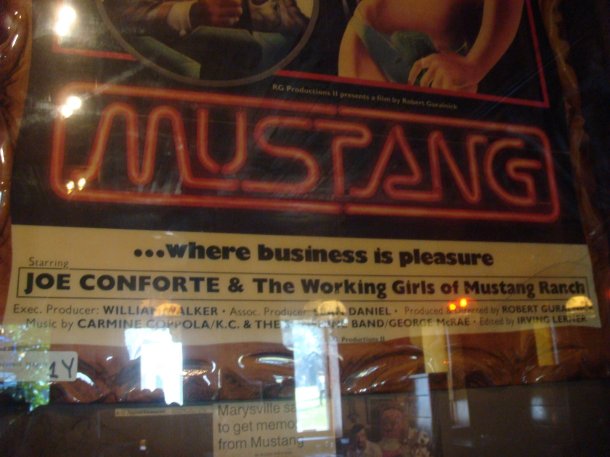 RG Productions II presents a film by Robert Guralnick
MUSTANG
...where business is pleasure
Starring
JOE CONFORTE & The Working Girls of Mustang Ranch
Exec. Producer: WILLIAM WALKER • Assoc. Producer: DANIEL • Produced & Directed by ROBERT GURALNICK
Music by CARMINE COPPOLA/K.C. & THE SUNSHINE BAND/GEORGE McRAE • Edited by IRVING LERNER
Productions II
Marysville
to get
from Mustang